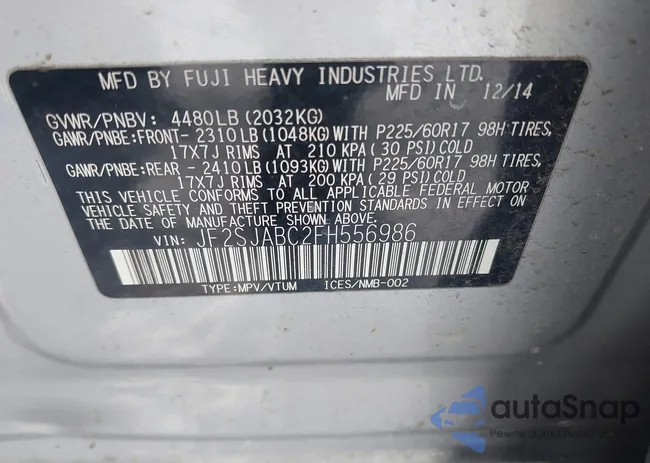 MFD BY FUJI HEAVY INDUSTRIES LTD.
MFD IN 12/14
GVWR/PNBV: 4480LB (2032KG)
GAWR/PNBE:FRONT- 2310LB (1048KG) WITH P225/60R17 98H TIRES,
17X7J RIMS AT 210 KPA (30 PSI) COLD
GAWR/PNBE:REAR - 2410LB (1093KG) WITH P225/60R17 98H TIRES,
17X7J RIMS AT 200 KPA (29 PSI) COLD
THIS VEHICLE CONFORMS TO ALL APPLICABLE FEDERAL MOTOR
VEHICLE SAFETY AND THEFT PREVENTION STANDARDS IN EFFECT ON
THE DATE OF MANUFACTURE SHOWN ABOVE.
VIN: JF2SJABC2FH556986
TYPE:MPV/VTUM ICES/NMB-002
autoSnap